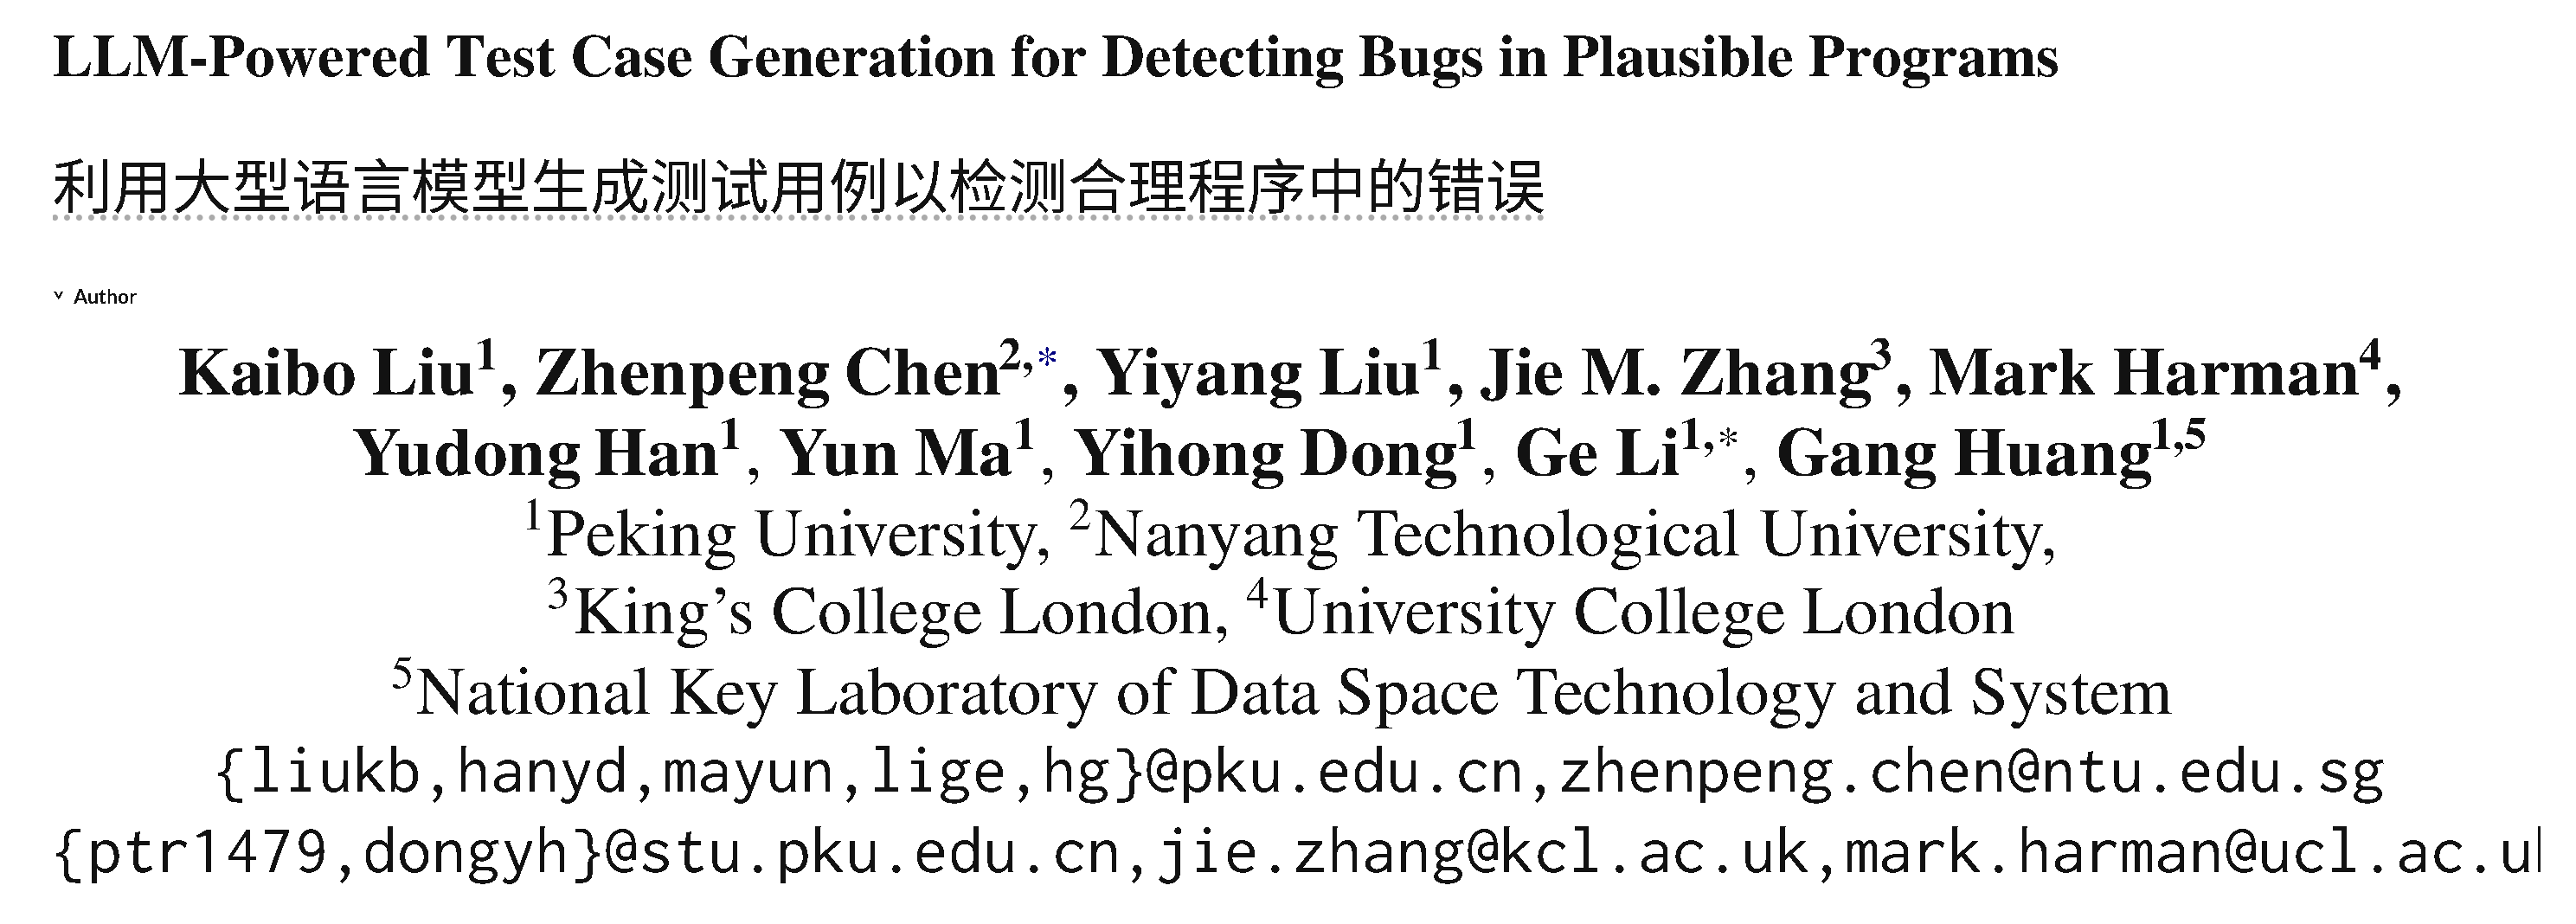 LLM-Powered Test Case Generation for Detecting Bugs in Plausible Programs
利用大型语言模型生成测试用例以检测合理程序中的错误
˅ Author
Kaibo Liu¹, Zhenpeng Chen²,*, Yiyang Liu¹, Jie M. Zhang³, Mark Harman⁴,
Yudong Han¹, Yun Ma¹, Yihong Dong¹, Ge Li¹,*, Gang Huang¹,⁵
¹Peking University, ²Nanyang Technological University,
³King's College London, ⁴University College London
⁵National Key Laboratory of Data Space Technology and System
{liukb,hanyd,mayun,lige,hg}@pku.edu.cn,zhenpeng.chen@ntu.edu.sg
{ptr1479,dongyh}@stu.pku.edu.cn,jie.zhang@kcl.ac.uk,mark.harman@ucl.ac.u